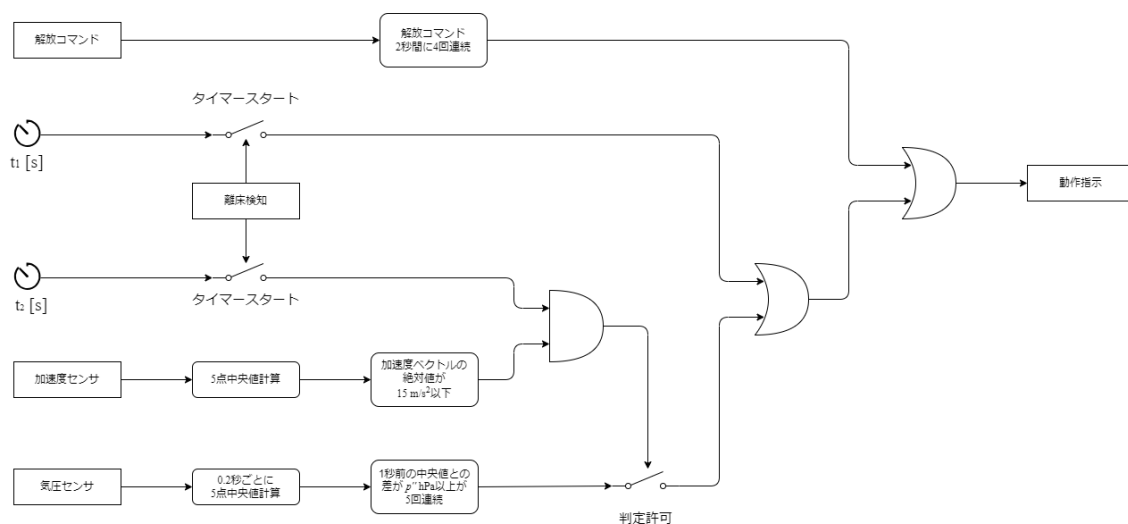 解放コマンド
解放コマンド
2秒間に4回連続
タイマースタート
t₁ [s]
離床検知
動作指示
t₂ [s]
タイマースタート
加速度センサ
5点中央値計算
加速度ベクトルの
絶対値が
15 m/s²以下
気圧センサ
0.2秒ごとに
5点中央値計算
1秒前の中央値との
差が p'' hPa以上が
5回連続
判定許可